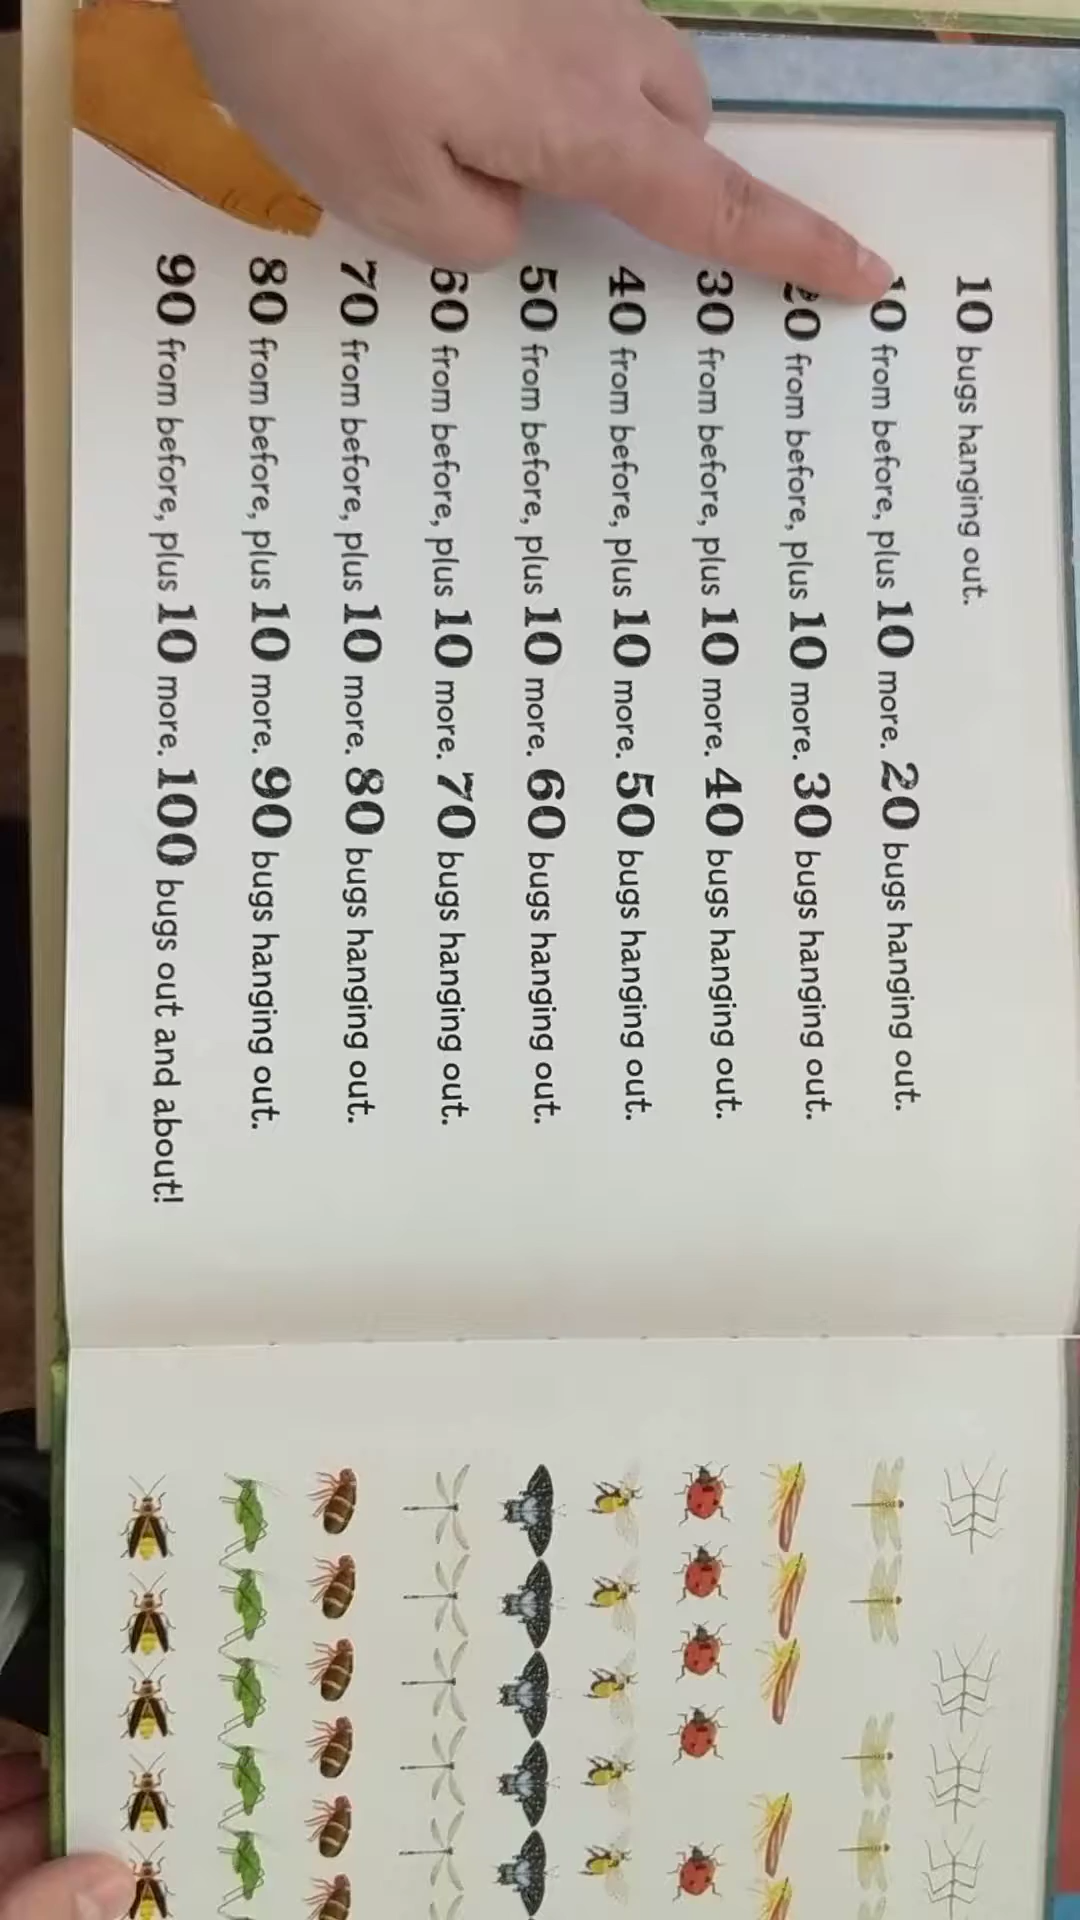 10 bugs hanging out.
10 from before, plus 10 more. 20 bugs hanging out.
20 from before, plus 10 more. 30 bugs hanging out.
30 from before, plus 10 more. 40 bugs hanging out.
40 from before, plus 10 more. 50 bugs hanging out.
50 from before, plus 10 more. 60 bugs hanging out.
60 from before, plus 10 more. 70 bugs hanging out.
70 from before, plus 10 more. 80 bugs hanging out.
80 from before, plus 10 more. 90 bugs hanging out.
90 from before, plus 10 more. 100 bugs out and about!